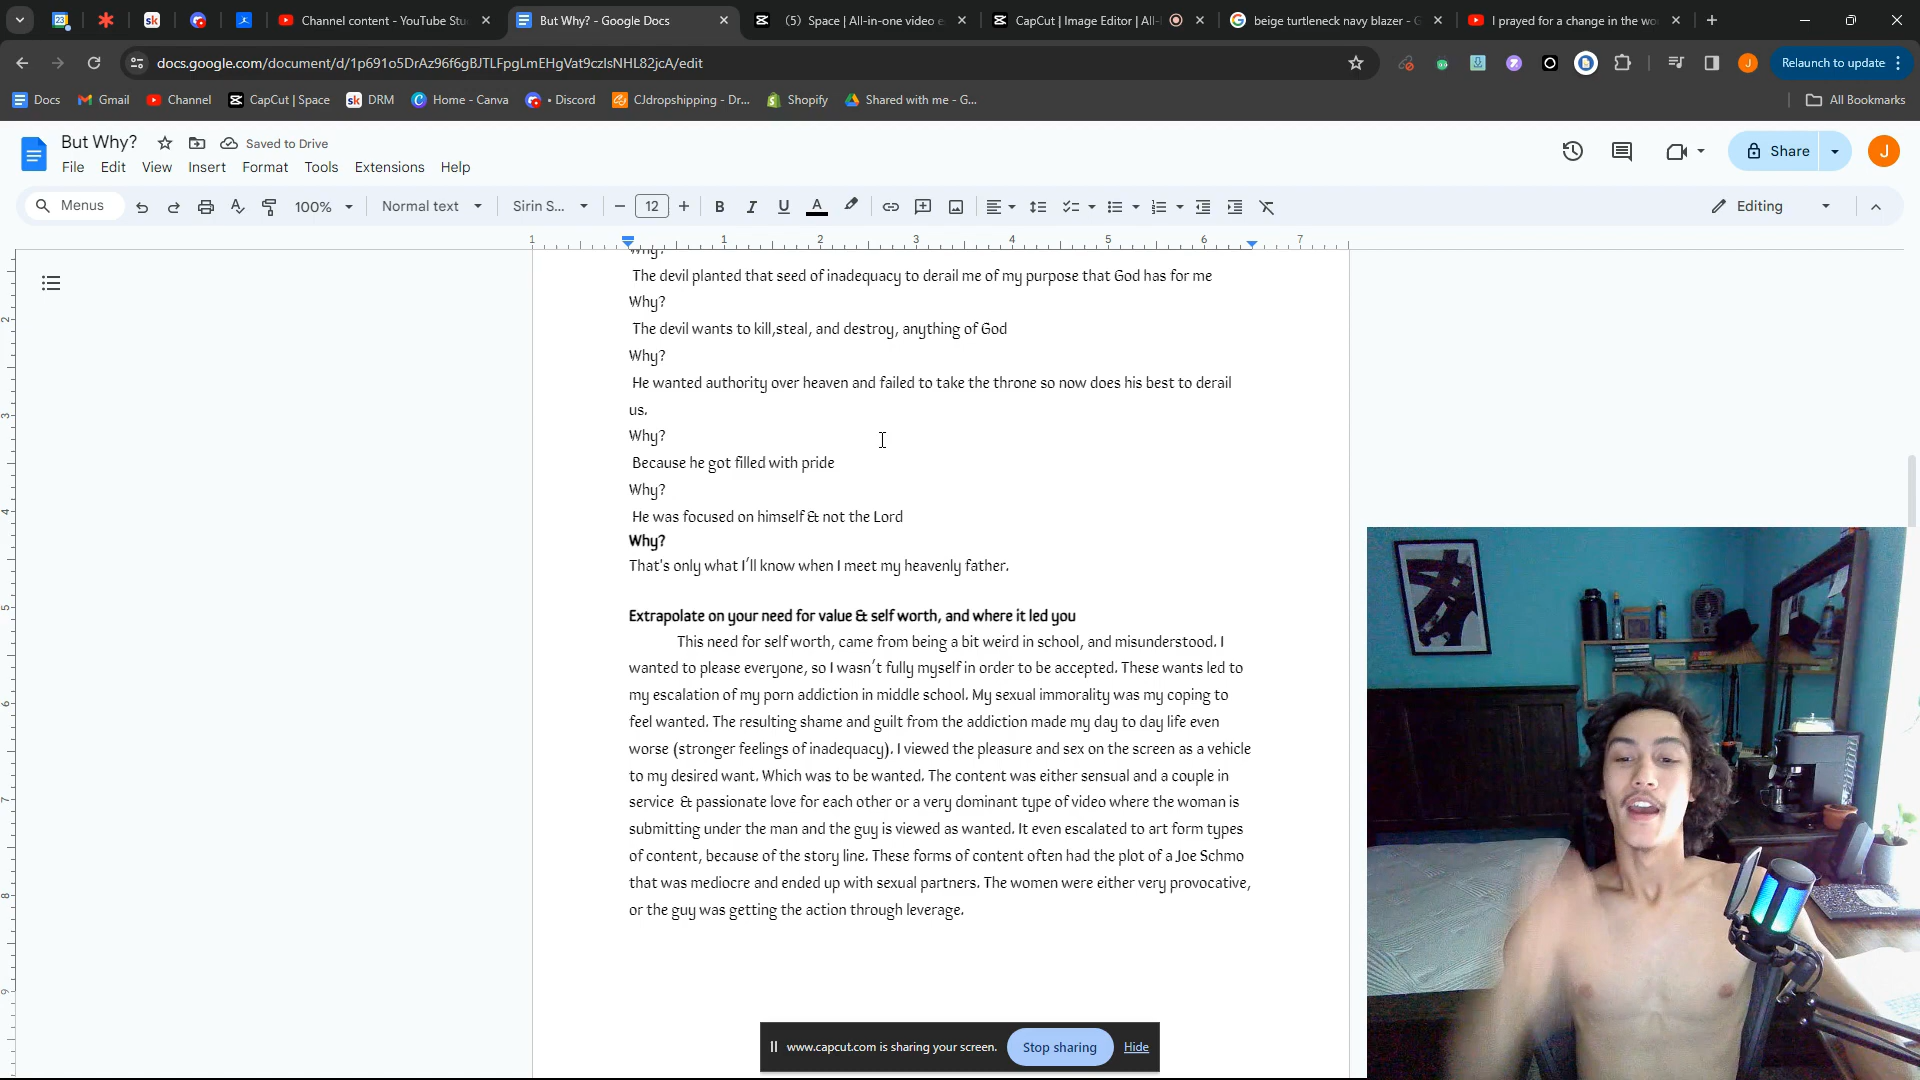 Channel content - YouTube Stu
But Why? - Google Docs
(5) Space | All-in-one video e
CapCut | Image Editor | All-
beige turtleneck navy blazer - G
I prayed for a change in the wo
docs.google.com/document/d/1p691o5DrAz96f6gBJTLFpgLmEHgVat9czlsNHL82jcA/edit
Relaunch to update
Docs
Gmail
Channel
CapCut | Space
sk DRM
Home - Canva
• Discord
CJdropshipping - Dr...
Shopify
Shared with me - G...
All Bookmarks
But Why?
Saved to Drive
File Edit View Insert Format Tools Extensions Help
Share
J
Menus
100%
Normal text
Sirin S...
12
Editing
1 1 2 3 4 5 6 7
Why?
The devil planted that seed of inadequacy to derail me of my purpose that God has for me
Why?
The devil wants to kill,steal, and destroy, anything of God
Why?
He wanted authority over heaven and failed to take the throne so now does his best to derail
us.
Why?
Because he got filled with pride
Why?
He was focused on himself & not the Lord
Why?
That's only what I'll know when I meet my heavenly father.
Extrapolate on your need for value & self worth, and where it led you
This need for self worth, came from being a bit weird in school, and misunderstood. I
wanted to please everyone, so I wasn't fully myself in order to be accepted. These wants led to
my escalation of my porn addiction in middle school. My sexual immorality was my coping to
feel wanted. The resulting shame and guilt from the addiction made my day to day life even
worse (stronger feelings of inadequacy). I viewed the pleasure and sex on the screen as a vehicle
to my desired want. Which was to be wanted. The content was either sensual and a couple in
service & passionate love for each other or a very dominant type of video where the woman is
submitting under the man and the guy is viewed as wanted. It even escalated to art form types
of content, because of the story line. These forms of content often had the plot of a Joe Schmo
that was mediocre and ended up with sexual partners. The women were either very provocative,
or the guy was getting the action through leverage.
www.capcut.com is sharing your screen.
Stop sharing
Hide